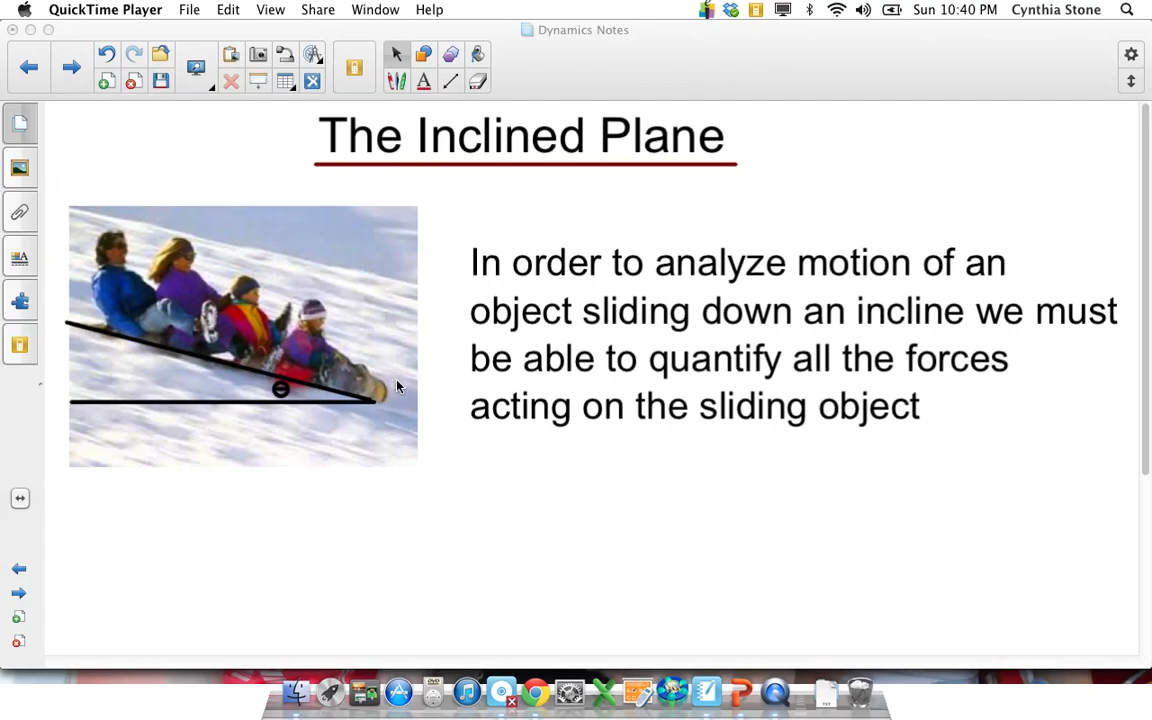 QuickTime Player File Edit View Share Window Help Sun 10:40 PM Cynthia Stone
Dynamics Notes
The Inclined Plane
In order to analyze motion of an
object sliding down an incline we must
be able to quantify all the forces
acting on the sliding object
Θ